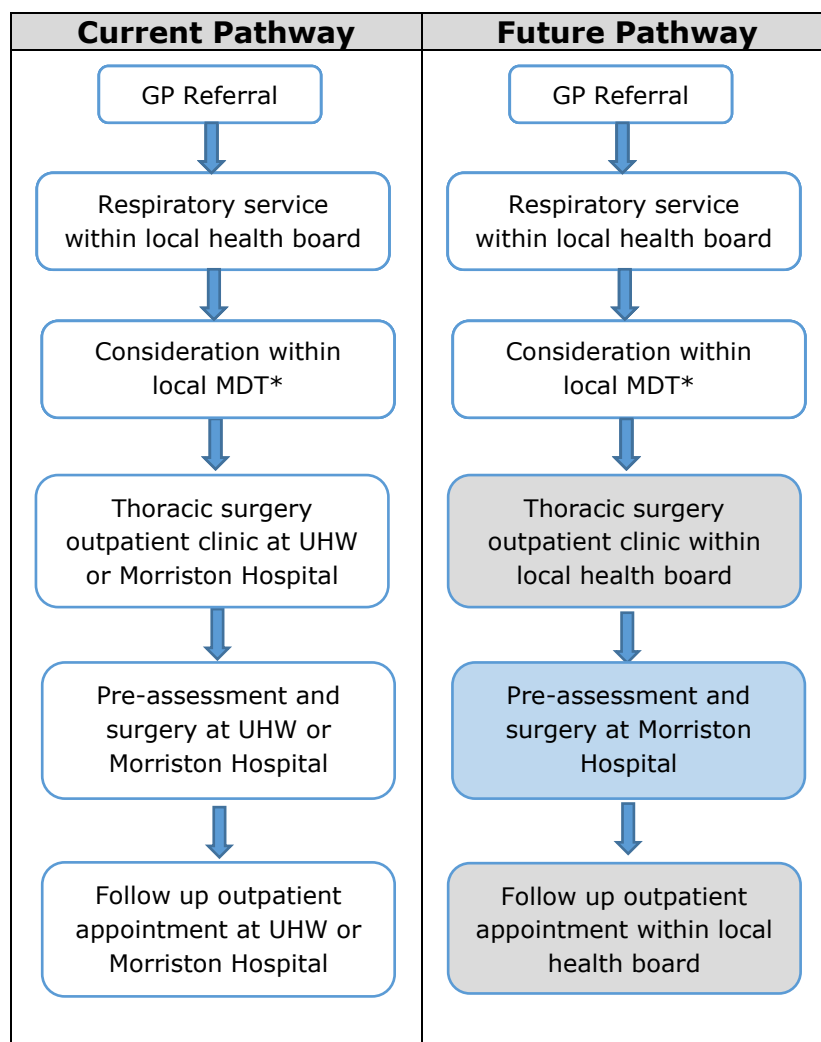 Current Pathway
GP Referral
Respiratory service
within local health board
Consideration within
local MDT*
Thoracic surgery
outpatient clinic at UHW
or Morriston Hospital
Pre-assessment and
surgery at UHW or
Morriston Hospital
Follow up outpatient
appointment at UHW or
Morriston Hospital
Future Pathway
GP Referral
Respiratory service
within local health board
Consideration within
local MDT*
Thoracic surgery
outpatient clinic within
local health board
Pre-assessment and
surgery at Morriston
Hospital
Follow up outpatient
appointment within local
health board